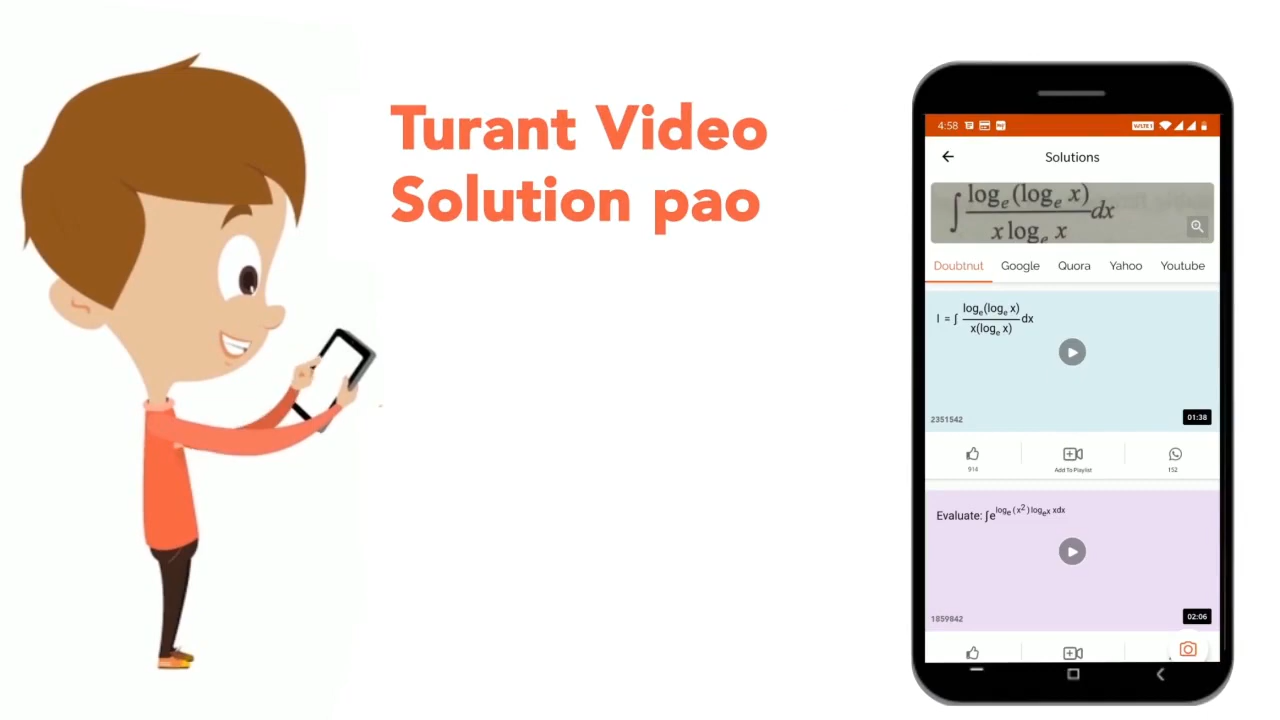 Turant Video
Solution pao
4:58
Solutions
∫ logₑ(logₑ x) / x logₑ x dx
Doubtnut Google Quora Yahoo Youtube
I = ∫ logₑ(logₑ x) / x(logₑ x) dx
2351542 01:38
914 Add To Playlist 152
Evaluate: ∫e^logₑ(x²)logₑx xdx
1859842 02:06